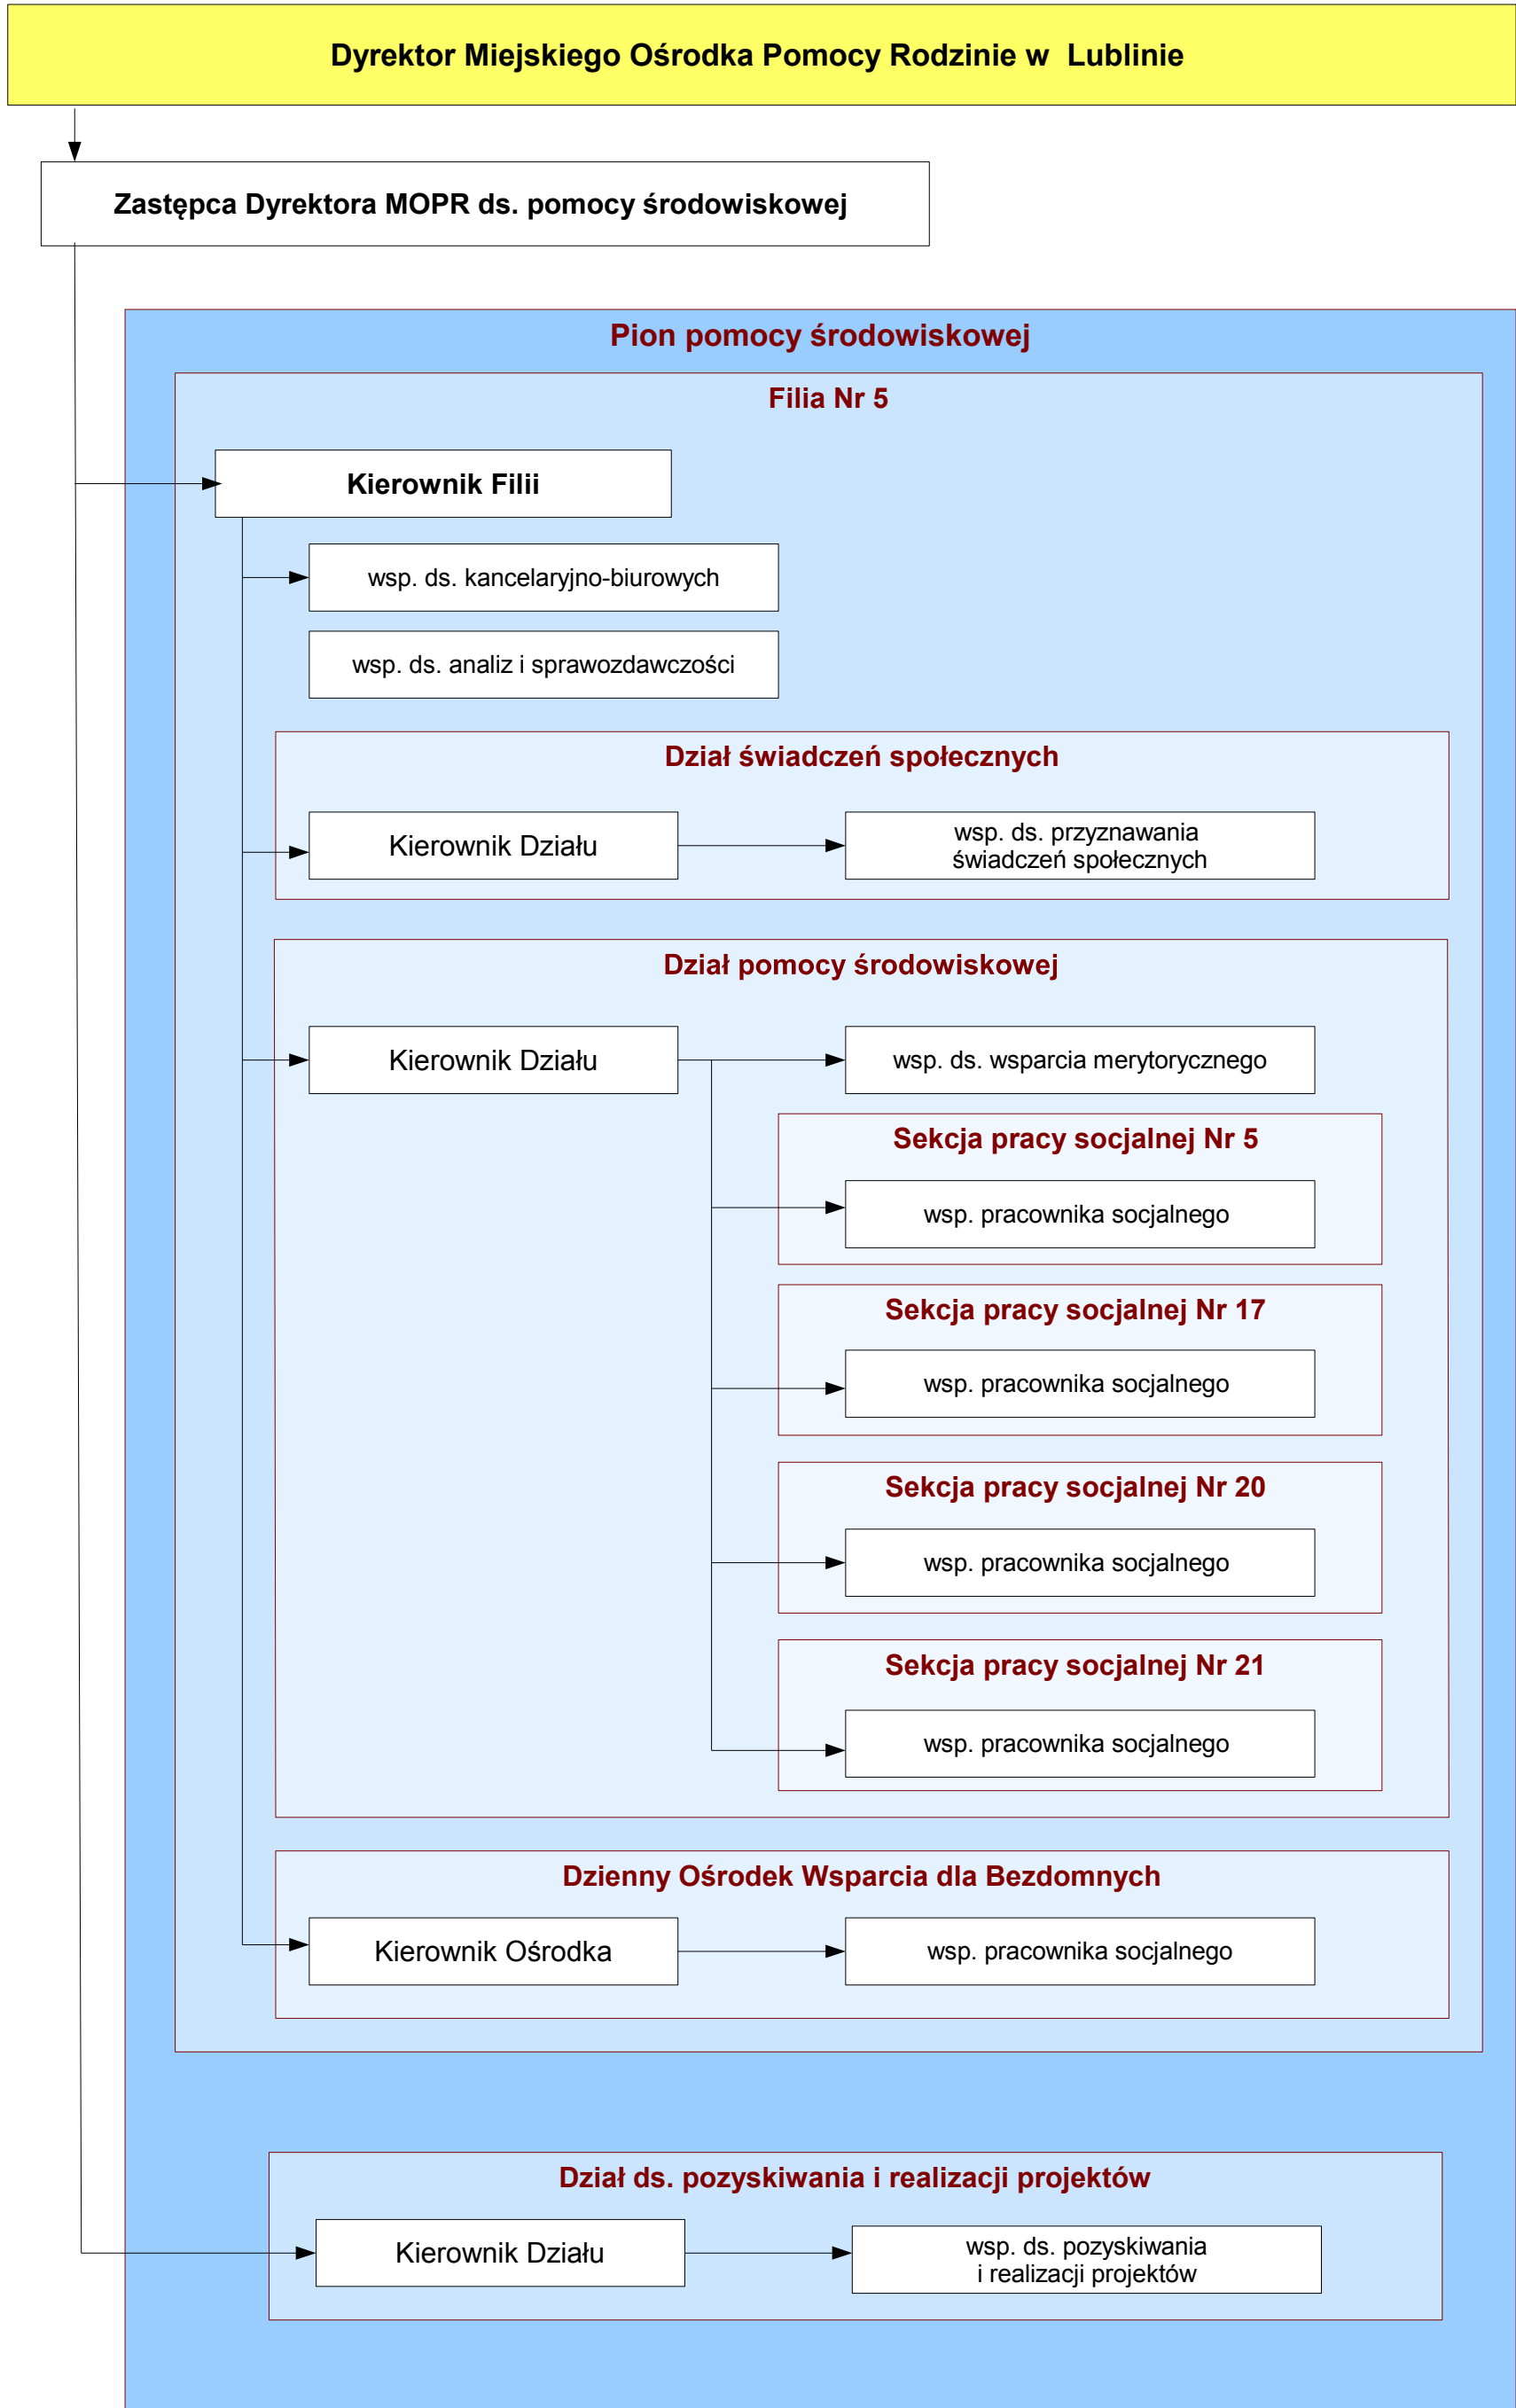 Dyrektor Miejskiego Ośrodka Pomocy Rodzinie w  Lublinie
Zastępca Dyrektora MOPR ds. pomocy środowiskowej
Pion pomocy środowiskowej
Filia Nr 5
Kierownik Filii
wsp. ds. kancelaryjno-biurowych
wsp. ds. analiz i sprawozdawczości
Dział świadczeń społecznych
Kierownik Działu
wsp. ds. przyznawania
świadczeń społecznych
Dział pomocy środowiskowej
Kierownik Działu
wsp. ds. wsparcia merytorycznego
Sekcja pracy socjalnej Nr 5
wsp. pracownika socjalnego
Sekcja pracy socjalnej Nr 17
wsp. pracownika socjalnego
Sekcja pracy socjalnej Nr 20
wsp. pracownika socjalnego
Sekcja pracy socjalnej Nr 21
wsp. pracownika socjalnego
Dzienny Ośrodek Wsparcia dla Bezdomnych
Kierownik Ośrodka
wsp. pracownika socjalnego
Dział ds. pozyskiwania i realizacji projektów
Kierownik Działu
wsp. ds. pozyskiwania
i realizacji projektów